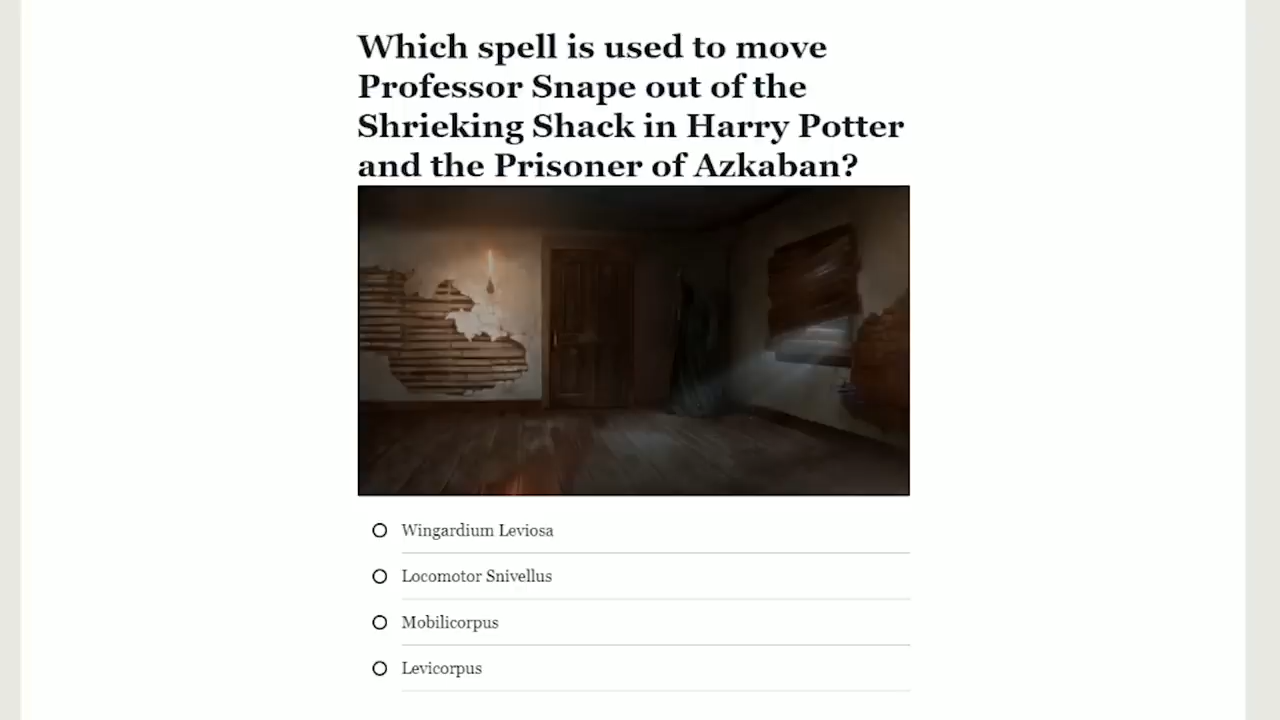 Which spell is used to move
Professor Snape out of the
Shrieking Shack in Harry Potter
and the Prisoner of Azkaban?
Wingardium Leviosa
Locomotor Snivellus
Mobilicorpus
Levicorpus